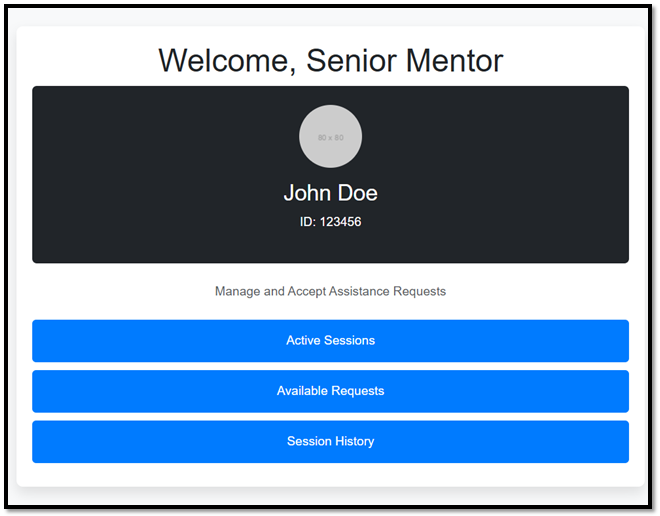 Welcome, Senior Mentor
80 x 80
John Doe
ID: 123456
Manage and Accept Assistance Requests
Active Sessions
Available Requests
Session History